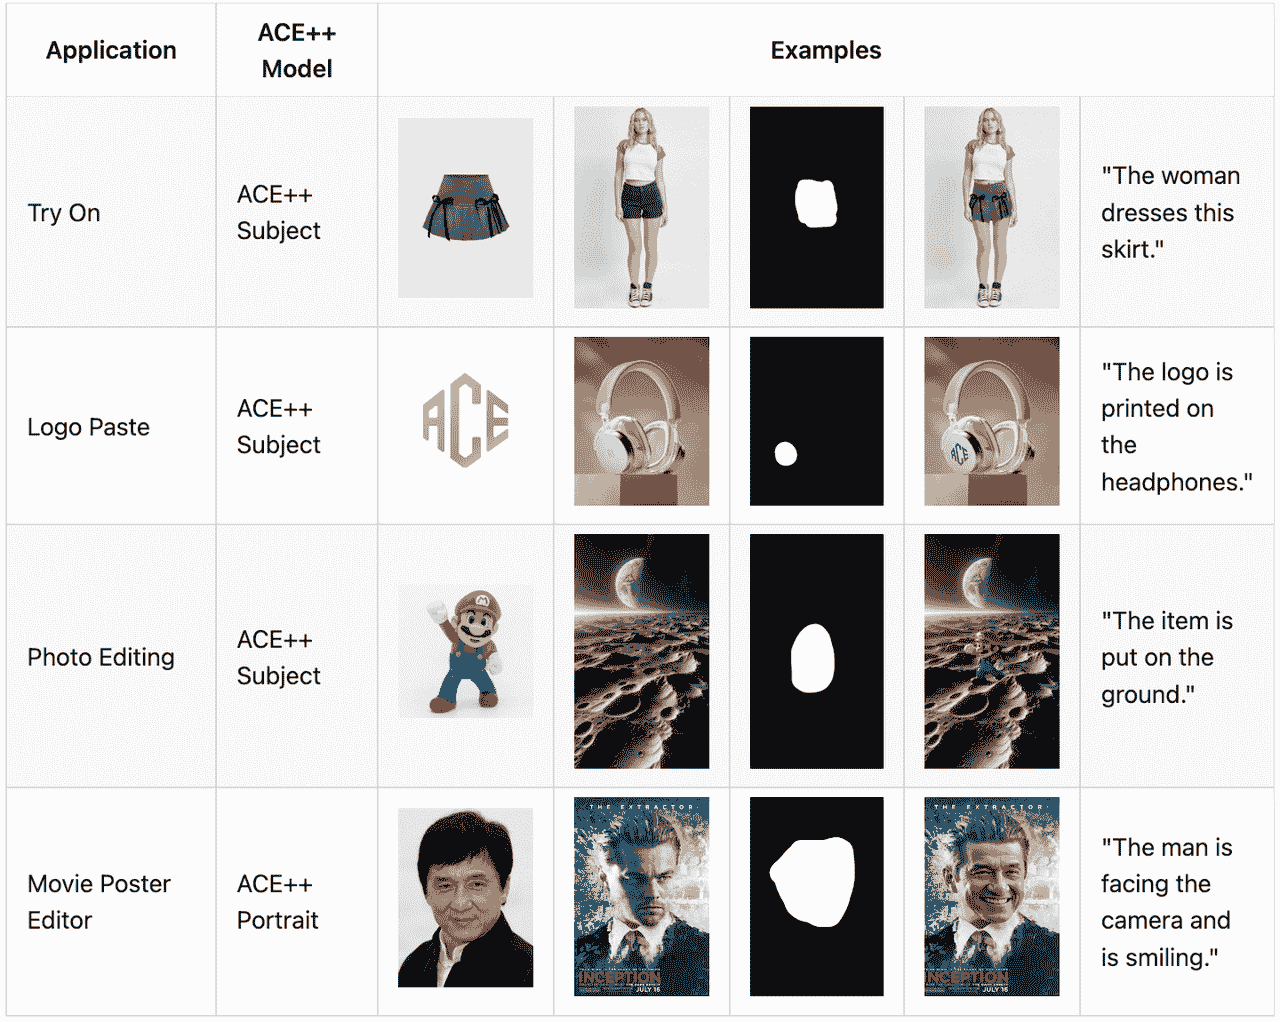 Application
ACE++
Model
Examples
Try On
ACE++
Subject
"The woman
dresses this
skirt."
Logo Paste
ACE++
Subject
ACE
ACE
"The logo is
printed on
the
headphones."
Photo Editing
ACE++
Subject
M
"The item is
put on the
ground."
Movie Poster
Editor
ACE++
Portrait
THE EXTRACTOR
INCEPTION
JULY 16
THE EXTRACTOR
INCEPTION
JULY 16
"The man is
facing the
camera and
is smiling."